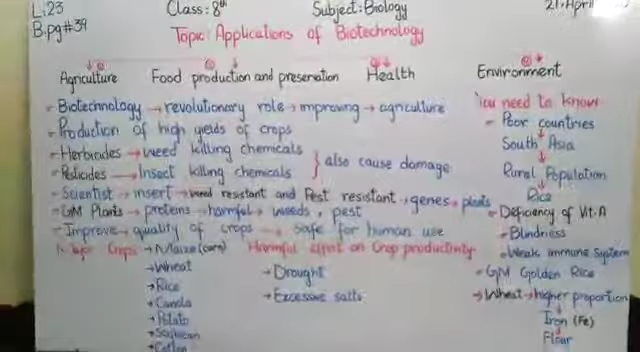 L:23 Class: 8th Subject: Biology 21, April
B.pg#39 Topic: Applications of Biotechnology
Agriculture Food production and preservation Health Environment
Biotechnology → revolutionary role → improving → agriculture
Production of high yields of crops
Herbicides → weed killing chemicals
Pesticides → Insect killing chemicals } also cause damage
Scientist → insert → weed resistant and Pest resistant → genes → plants
GM Plants → proteins → harmful → weeds, pest
Improve → quality of crops → safe for human use
Crops → Maize (corn) Harmful effect on Crop productivity
→ Wheat → Drought
→ Rice → Excessive salts
→ Canola
→ Potato
→ Soybean
→ Cotton
You need to know
Poor countries
South Asia
Rural Population
Rice
Deficiency of Vit.A
Blindness
Weak immune system
GM Golden Rice
→ Wheat → higher proportion
Iron (Fe)
Flour